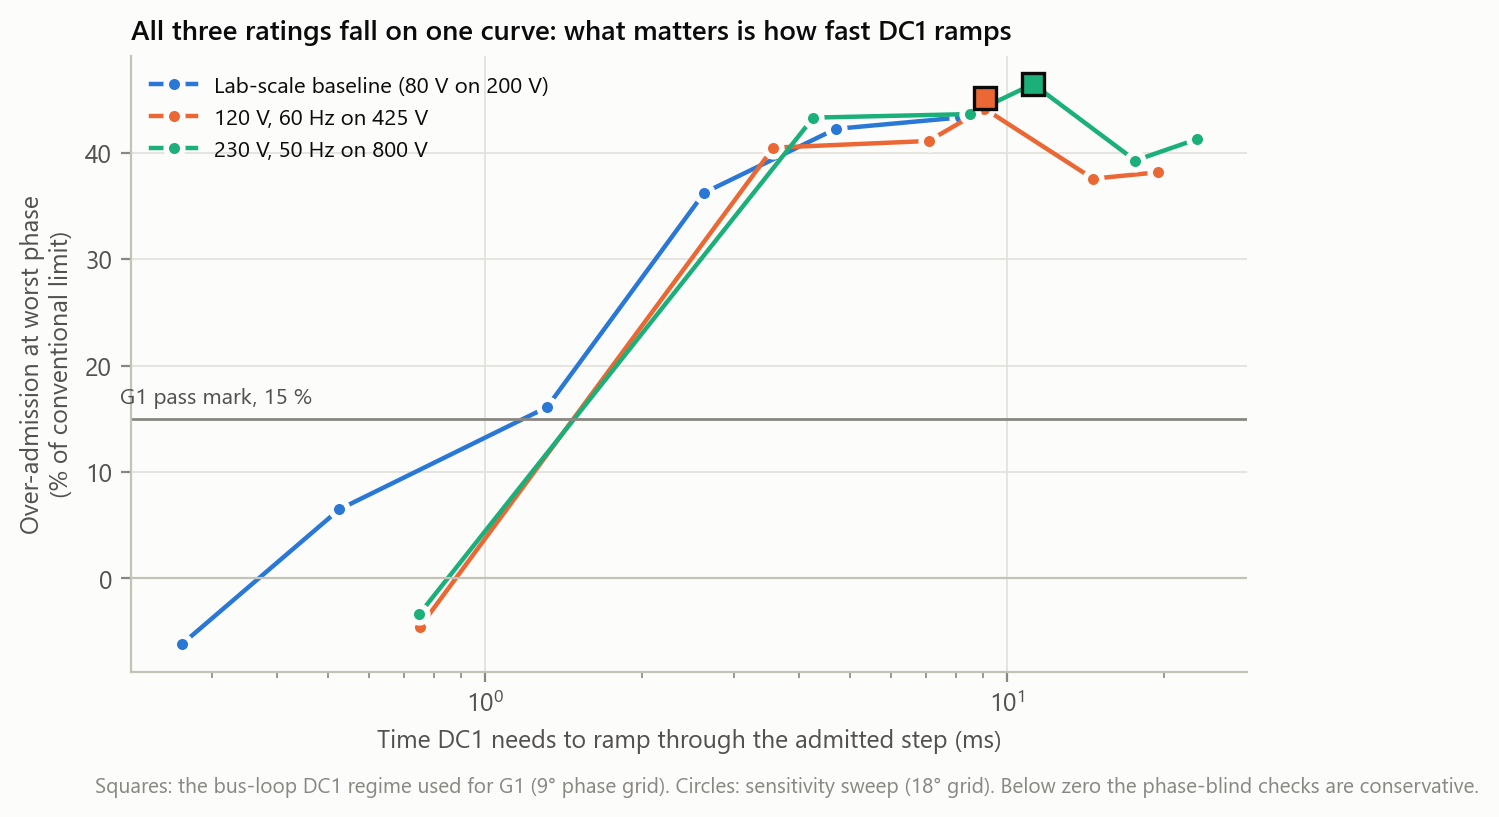 All three ratings fall on one curve: what matters is how fast DC1 ramps
Lab-scale baseline (80 V on 200 V)
120 V, 60 Hz on 425 V
230 V, 50 Hz on 800 V
Over-admission at worst phase
(% of conventional limit)
40
30
20
10
0
G1 pass mark, 15 %
10⁰
10¹
Time DC1 needs to ramp through the admitted step (ms)
Squares: the bus-loop DC1 regime used for G1 (9° phase grid). Circles: sensitivity sweep (18° grid). Below zero the phase-blind checks are conservative.